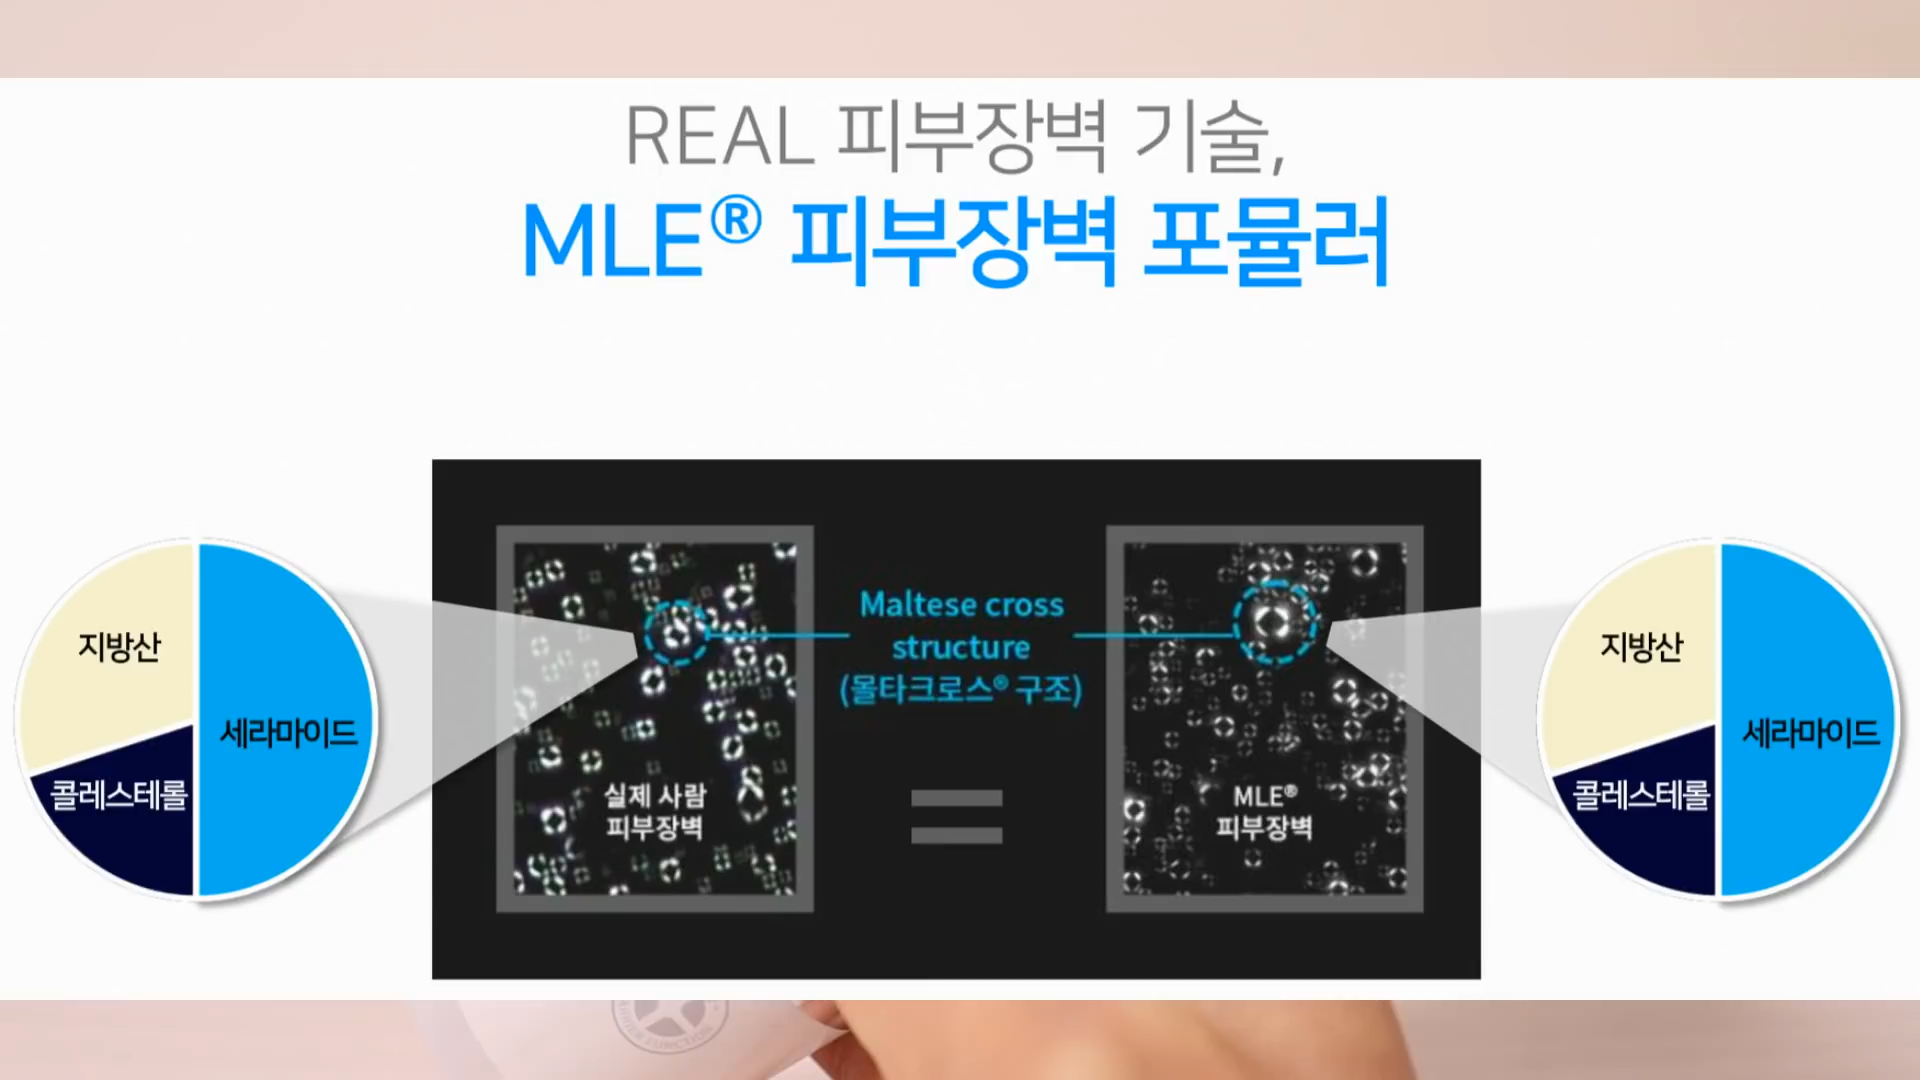 REAL 피부장벽 기술,
MLE® 피부장벽 포뮬러
지방산
콜레스테롤
세라마이드
Maltese cross
structure
(몰타크로스® 구조)
실제 사람
피부장벽
MLE®
피부장벽
지방산
콜레스테롤
세라마이드